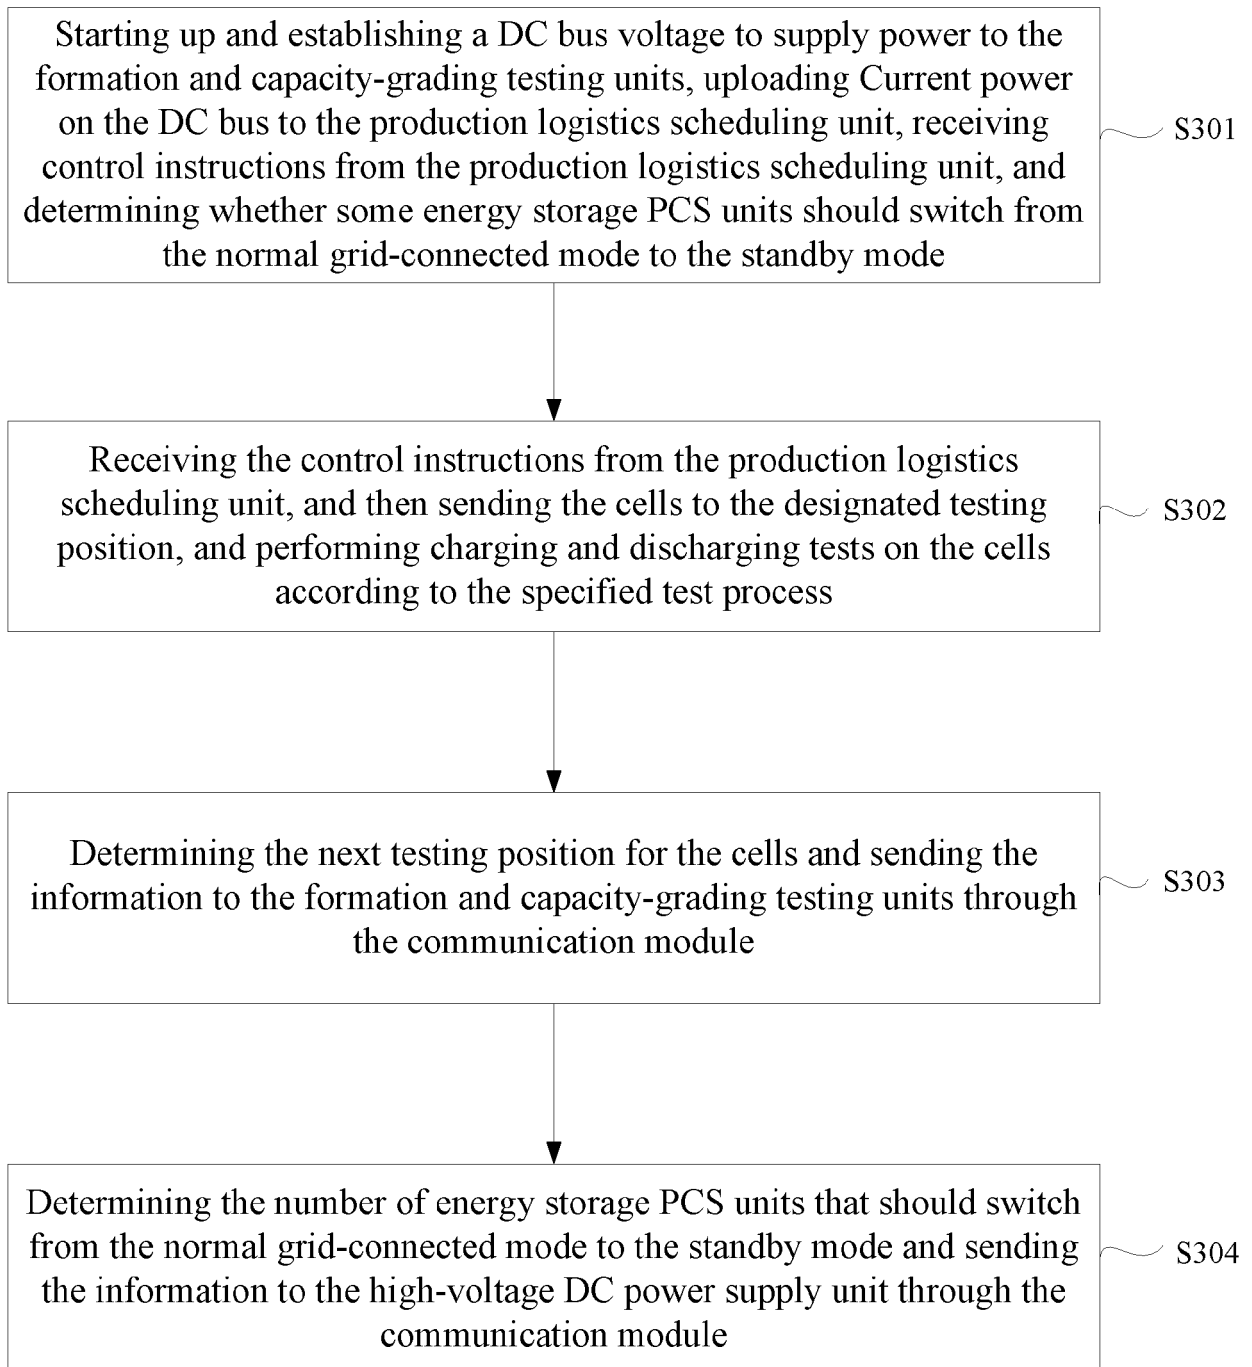 Starting up and establishing a DC bus voltage to supply power to the
formation and capacity-grading testing units, uploading Current power
on the DC bus to the production logistics scheduling unit, receiving
control instructions from the production logistics scheduling unit, and
determining whether some energy storage PCS units should switch from
the normal grid-connected mode to the standby mode
S301
Receiving the control instructions from the production logistics
scheduling unit, and then sending the cells to the designated testing
position, and performing charging and discharging tests on the cells
according to the specified test process
S302
Determining the next testing position for the cells and sending the
information to the formation and capacity-grading testing units through
the communication module
S303
Determining the number of energy storage PCS units that should switch
from the normal grid-connected mode to the standby mode and sending
the information to the high-voltage DC power supply unit through the
communication module
S304